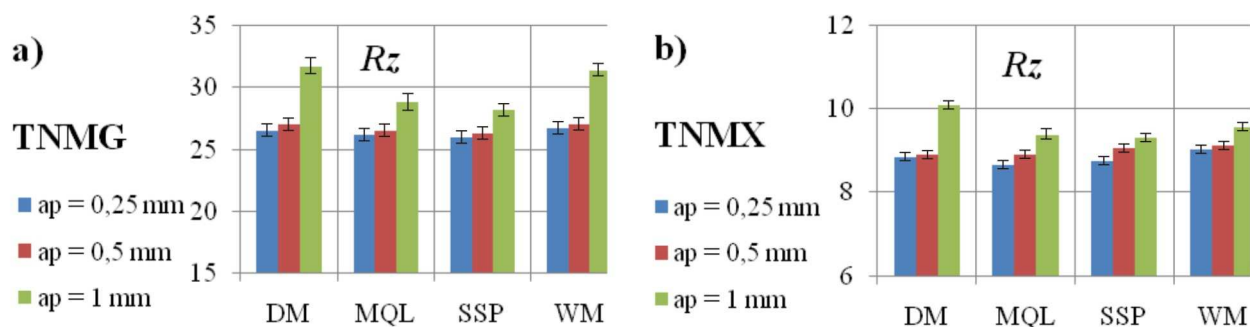 a)
TNMG
ap = 0,25 mm
ap = 0,5 mm
ap = 1 mm
Rz
35
30
25
20
15
DM MQL SSP WM
b)
TNMX
ap = 0,25 mm
ap = 0,5 mm
ap = 1 mm
Rz
12
10
8
6
DM MQL SSP WM